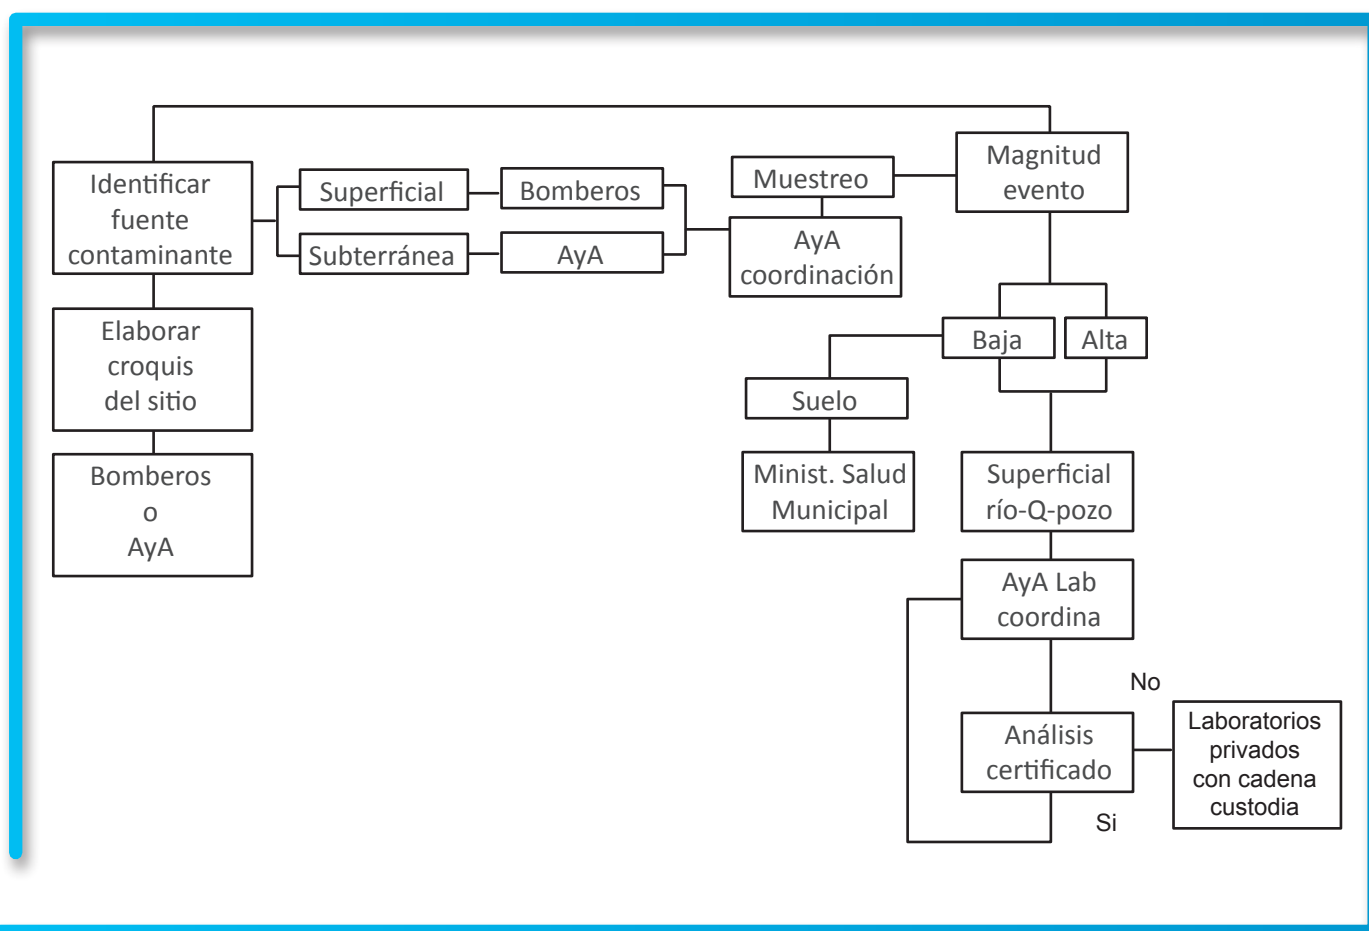 Identificar
fuente
contaminante
Superficial
Bomberos
Subterránea
AyA
Muestreo
AyA
coordinación
Magnitud
evento
Elaborar
croquis
del sitio
Bomberos
o
AyA
Baja
Alta
Suelo
Minist. Salud
Municipal
Superficial
río-Q-pozo
AyA Lab
coordina
Análisis
certificado
No
Si
Laboratorios
privados
con cadena
custodia